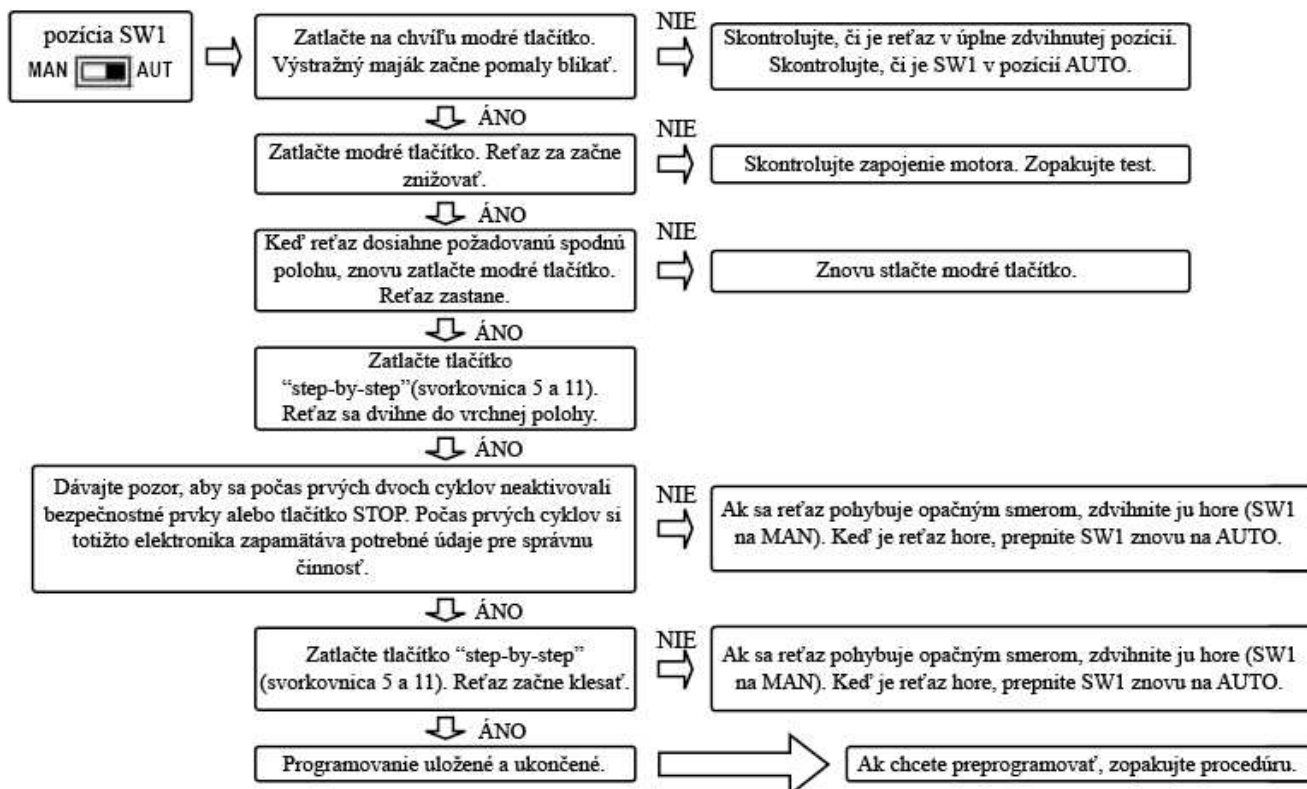 pozícia SW1
MAN AUT
Zatlačte na chvíľu modré tlačítko.
Výstražný maják začne pomaly blikať.
NIE
Skontrolujte, či je reťaz v úplne zdvihnutej pozícií.
Skontrolujte, či je SW1 v pozícií AUTO.
ÁNO
Zatlačte modré tlačítko. Reťaz za začne
znižovať.
NIE
Skontrolujte zapojenie motora. Zopakujte test.
ÁNO
Keď reťaz dosiahne požadovanú spodnú
polohu, znovu zatlačte modré tlačítko.
Reťaz zastane.
NIE
Znovu stlačte modré tlačítko.
ÁNO
Zatlačte tlačítko
“step-by-step”(svorkovnica 5 a 11).
Reťaz sa dvihne do vrchnej polohy.
ÁNO
Dávajte pozor, aby sa počas prvých dvoch cyklov neaktivovali
bezpečnostné prvky alebo tlačítko STOP. Počas prvých cyklov si
totižto elektronika zapamätáva potrebné údaje pre správnu
činnosť.
NIE
Ak sa reťaz pohybuje opačným smerom, zdvihnite ju hore (SW1
na MAN). Keď je reťaz hore, prepnite SW1 znovu na AUTO.
ÁNO
Zatlačte tlačítko “step-by-step”
(svorkovnica 5 a 11). Reťaz začne klesať.
NIE
Ak sa reťaz pohybuje opačným smerom, zdvihnite ju hore (SW1
na MAN). Keď je reťaz hore, prepnite SW1 znovu na AUTO.
ÁNO
Programovanie uložené a ukončené.
Ak chcete preprogramovať, zopakujte procedúru.